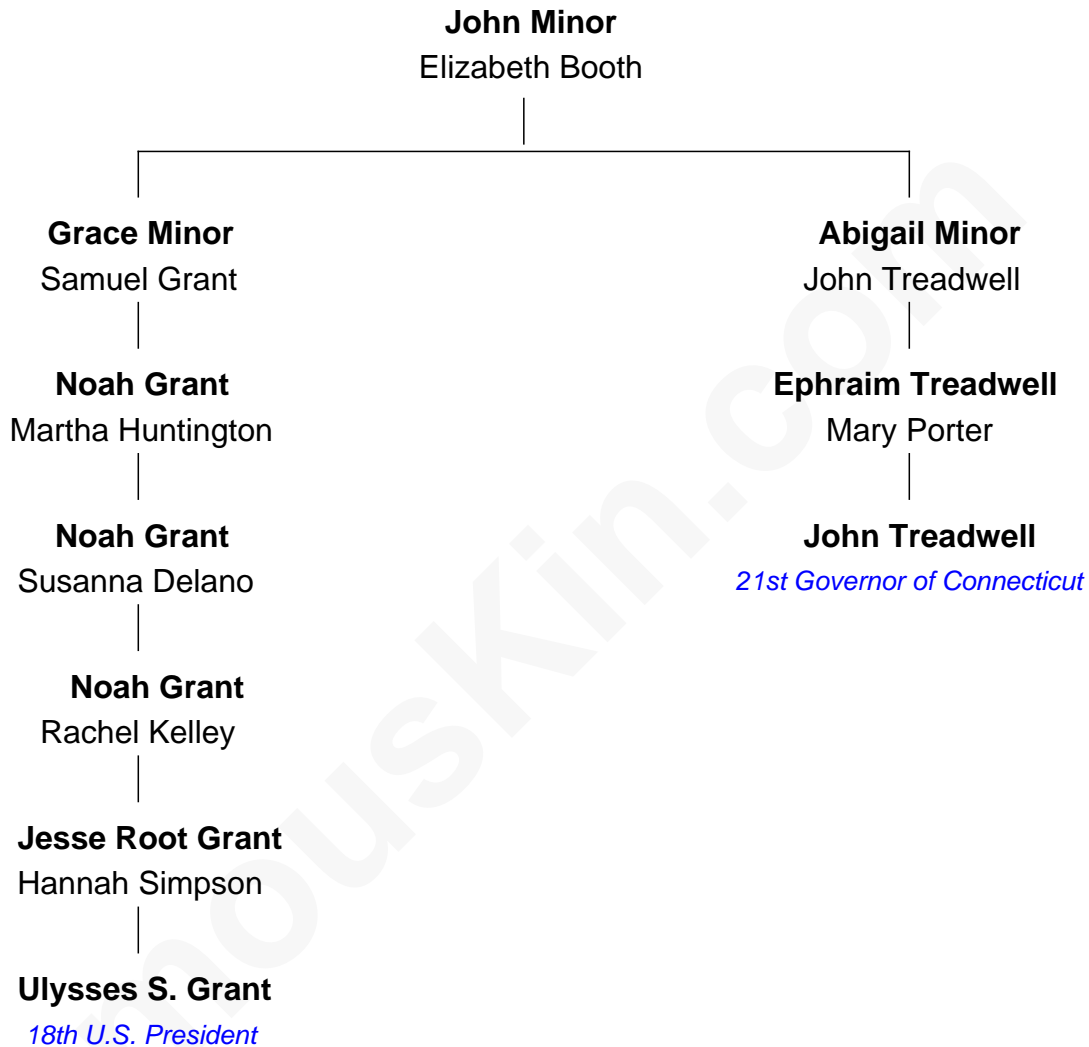 John Minor
Elizabeth Booth
Grace Minor
Samuel Grant
Abigail Minor
John Treadwell
Noah Grant
Martha Huntington
Ephraim Treadwell
Mary Porter
Noah Grant
Susanna Delano
John Treadwell
21st Governor of Connecticut
Noah Grant
Rachel Kelley
Jesse Root Grant
Hannah Simpson
Ulysses S. Grant
18th U.S. President
mousKin.com